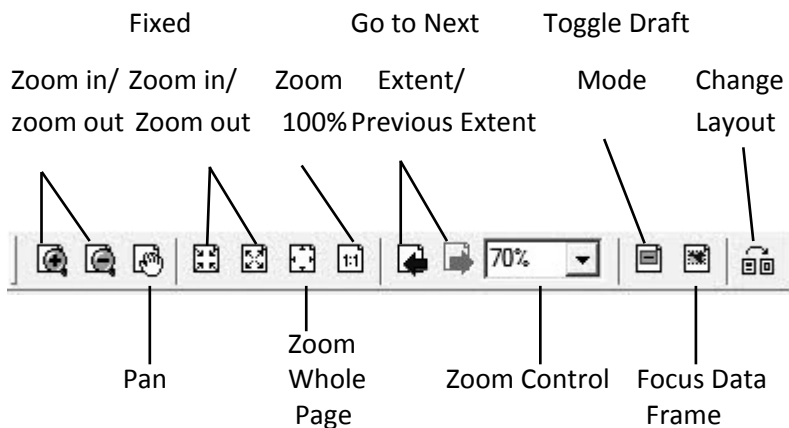 Fixed Go to Next Toggle Draft
Zoom in/ Zoom in/ Zoom Extent/ Mode Change
zoom out Zoom out 100% Previous Extent Layout
1:1 70%
Zoom
Pan Whole Zoom Control Focus Data
Page Frame